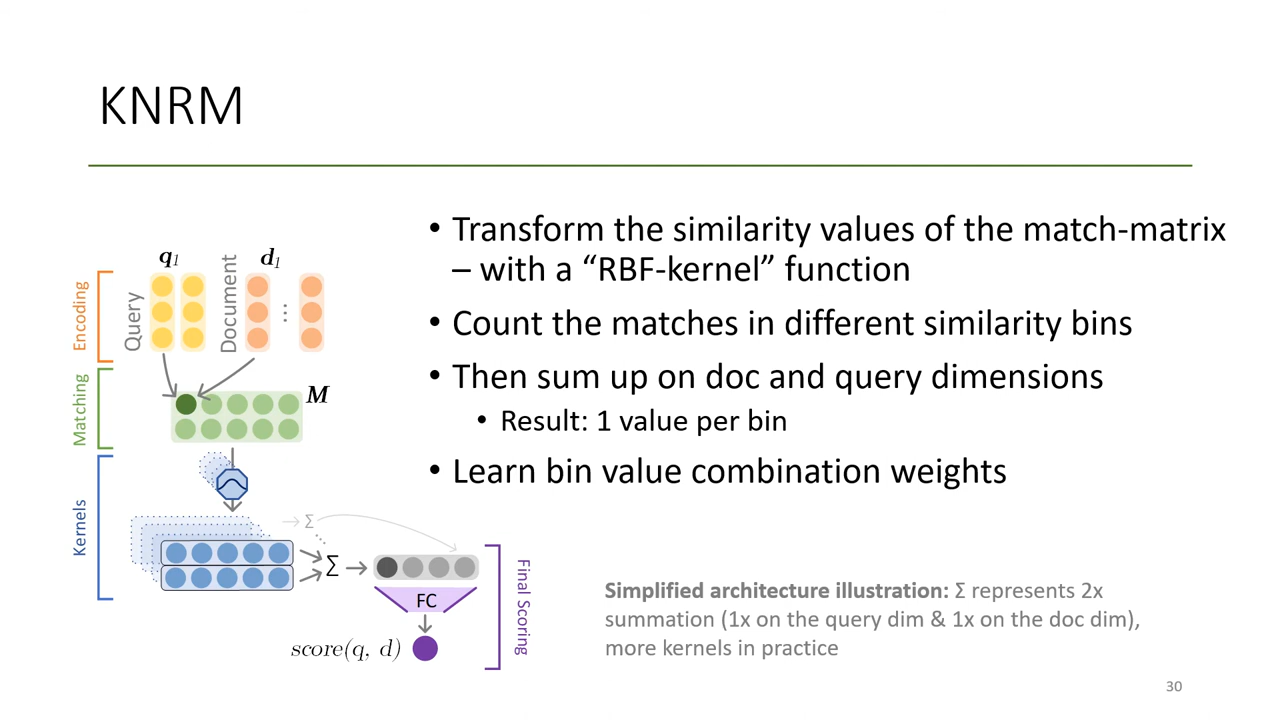 KNRM
• Transform the similarity values of the match-matrix
– with a “RBF-kernel” function
• Count the matches in different similarity bins
• Then sum up on doc and query dimensions
• Result: 1 value per bin
• Learn bin value combination weights
Encoding
Query
q1
Document
d1
...
Matching
M
Kernels
→ Σ
Σ
FC
Final Scoring
score(q, d)
Simplified architecture illustration: Σ represents 2x
summation (1x on the query dim & 1x on the doc dim),
more kernels in practice
30